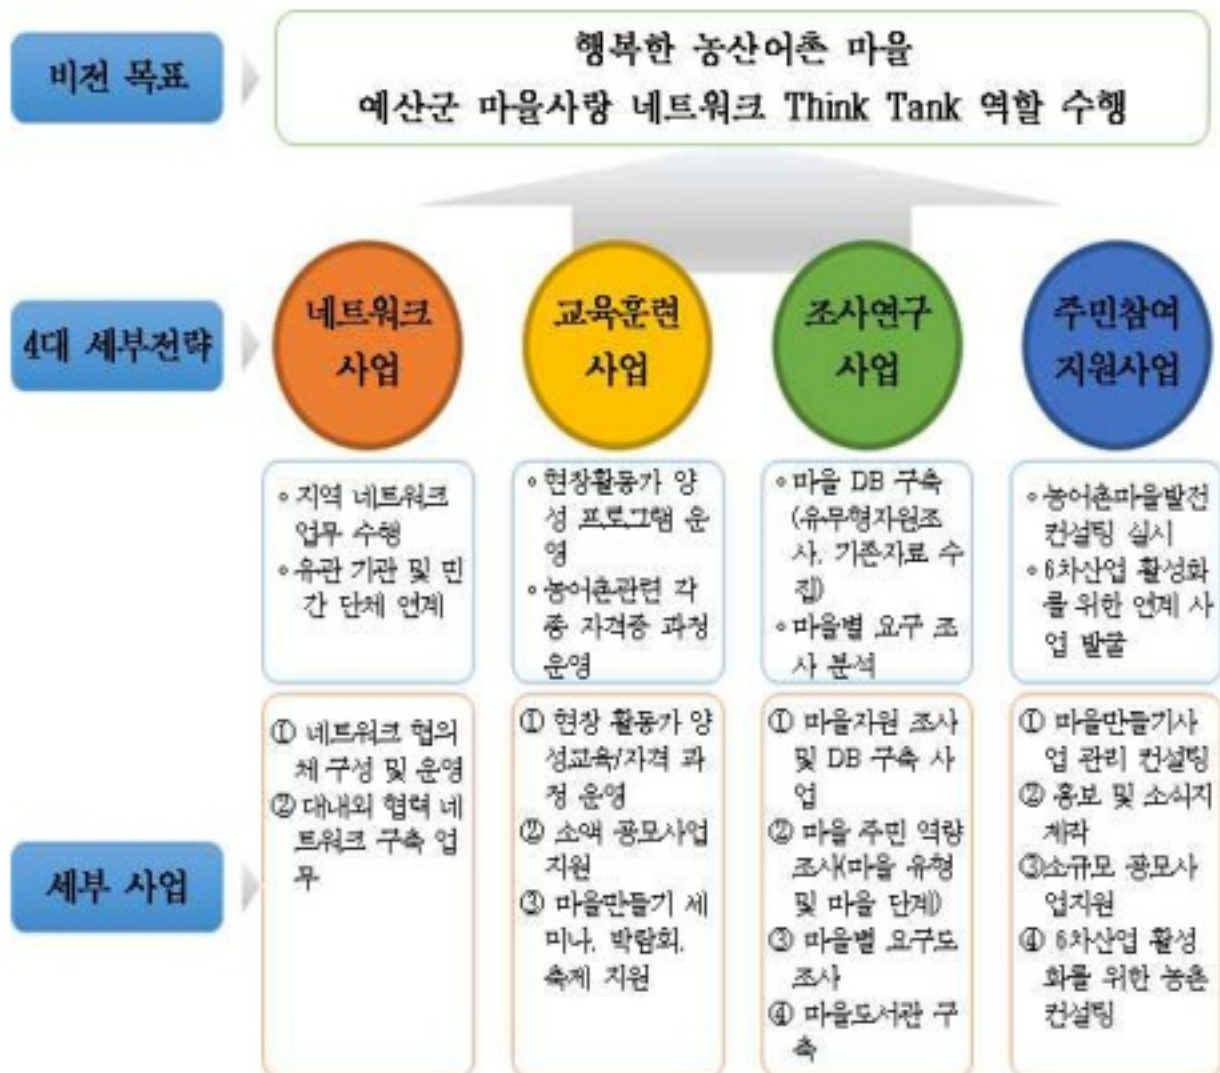 비전 목표
행복한 농산어촌 마을
예산군 마을사랑 네트워크 Think Tank 역할 수행
4대 세부전략
네트워크
사업
교육훈련
사업
조사연구
사업
주민참여
지원사업
◦ 지역 네트워크
업무 수행
◦ 유관 기관 및 민
간 단체 연계
◦ 현장활동가 양
성 프로그램 운
영
◦ 농어촌관련 각
종 자격증 과정
운영
◦ 마을 DB 구축
(유무형자원조
사, 기존자료 수
집)
◦ 마을별 요구 조
사 분석
◦ 농어촌마을발전
컨설팅 실시
◦ 6차산업 활성화
를 위한 연계 사
업 발굴
세부 사업
① 네트워크 협의
체 구성 및 운영
② 대내외 협력 네
트워크 구축 업
무
① 현장 활동가 양
성교육/자격 과
정 운영
② 소액 공모사업
지원
③ 마을만들기 세
미나, 박람회,
축제 지원
① 마을자원 조사
및 DB 구축 사
업
② 마을 주민 역량
조사(마을 유형
및 마을 단계)
③ 마을별 요구도
조사
④ 마을도서관 구
축
① 마을만들기사
업 관리 컨설팅
② 홍보 및 소식지
제작
③소규모 공모사
업지원
④ 6차산업 활성
화를 위한 농촌
컨설팅